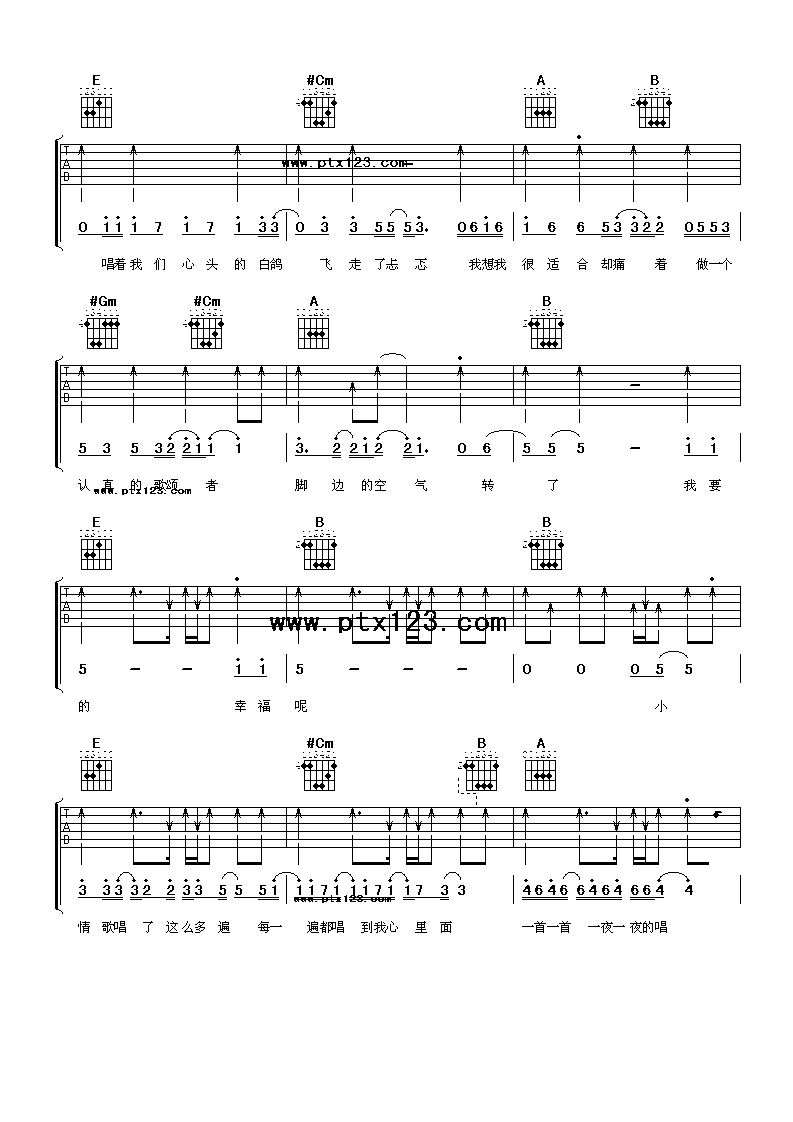 E #Cm A B
www.ptx123.com
T A B
0 1 1 1 7 1 7 1 3 3 0 3 3 5 5 5 3. 0 6 1 6 1 6 6 5 3 3 2 2 0 5 5 3
唱着我们 心头 的 白鸽 飞 走 了忐 忑 我想我 很 适 合 却痛 着 做一个
#Gm #Cm A B
T A B
5 3 5 3 2 2 1 1 1 3. 2 2 1 2 2 1. 0 6 5 5 5 – 1 1
认 真 的 歌颂 者 脚 边 的空 气 转 了 我 要
www.ptx123.com
E B B
T A B
www.ptx123.com
5 – – 1 1 5 – – – 0 0 0 5 5
的 幸 福 呢 小
E #Cm B A
T A B
3 3 3 3 2 2 3 3 5 5 5 1 1 1 7 1 1 1 7 1 1 7 3 3 4 6 4 6 6 4 6 4 6 6 4 4
www.ptx123.com
情 歌唱 了 这么多 遍 每一 遍都唱 到我心 里 面 一首一首 一夜一 夜的唱